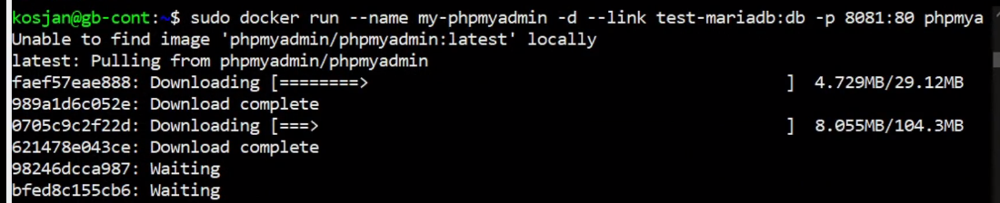 kosjan@gb-cont:~$ sudo docker run --name my-phpmyadmin -d --link test-mariadb:db -p 8081:80 phpmya
Unable to find image 'phpmyadmin/phpmyadmin:latest' locally
latest: Pulling from phpmyadmin/phpmyadmin
faef57eae888: Downloading [========>                                          ]  4.729MB/29.12MB
989a1d6c052e: Download complete
0705c9c2f22d: Downloading [===>                                               ]  8.055MB/104.3MB
621478e043ce: Download complete
98246dcca987: Waiting
bfed8c155cb6: Waiting